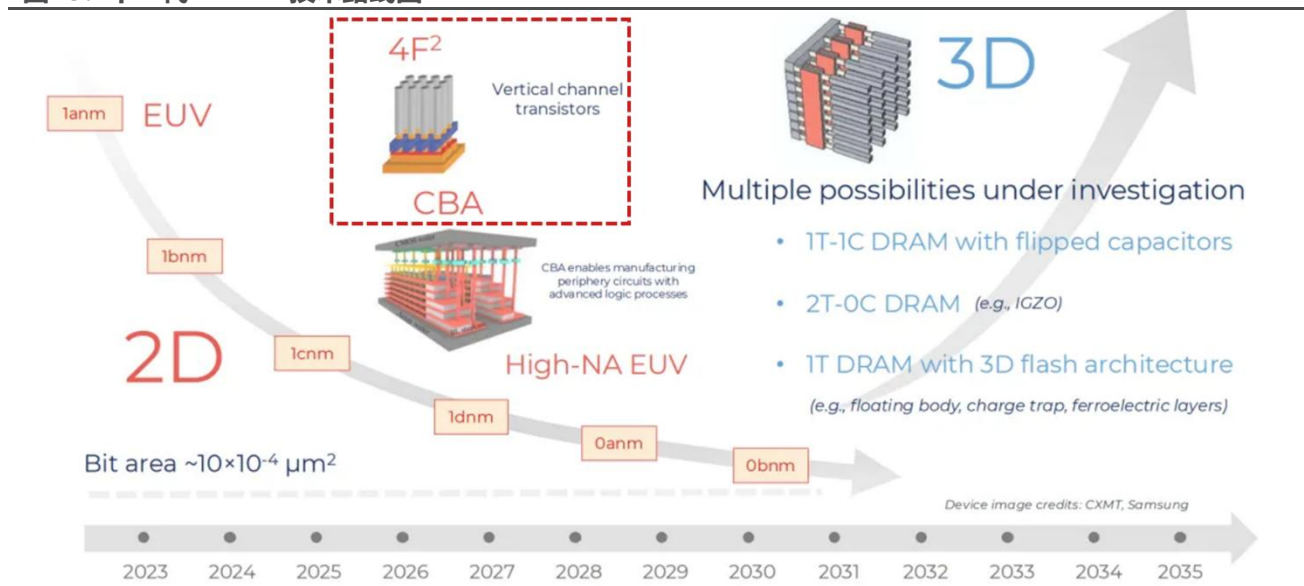 4F²
Vertical channel
transistors
CBA
3D
1anm
EUV
1bnm
2D
1cnm
CBA enables manufacturing
periphery circuits with
advanced logic processes
High-NA EUV
1dnm
0anm
0bnm
Multiple possibilities under investigation
• 1T-1C DRAM with flipped capacitors
• 2T-0C DRAM (e.g., IGZO)
• 1T DRAM with 3D flash architecture
(e.g., floating body, charge trap, ferroelectric layers)
Bit area ~10×10⁻⁴ µm²
Device image credits: CXMT, Samsung
2023 2024 2025 2026 2027 2028 2029 2030 2031 2032 2033 2034 2035